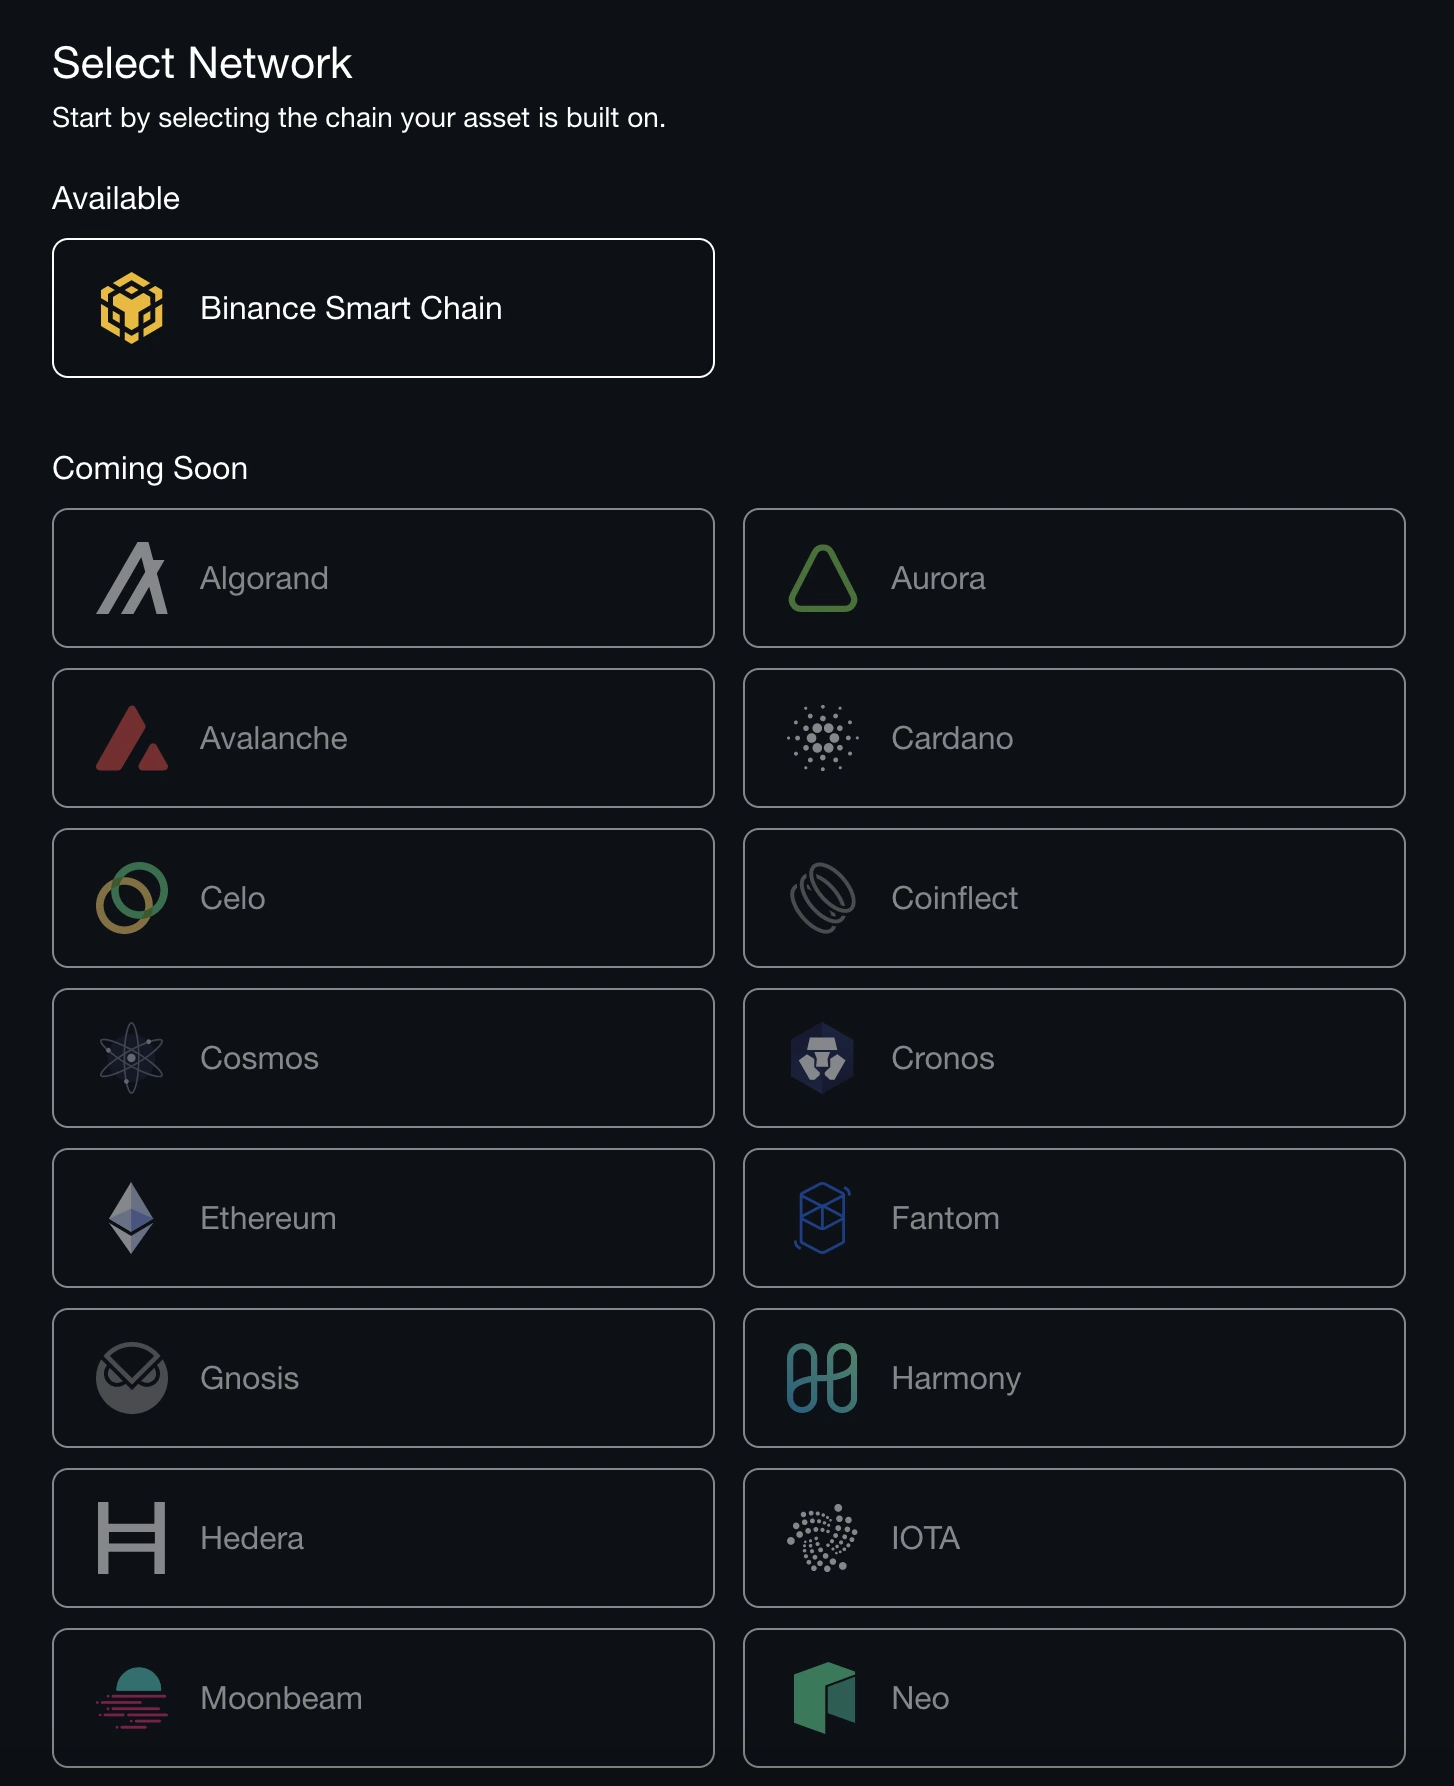 Select Network
Start by selecting the chain your asset is built on.
Available
Binance Smart Chain
Coming Soon
Algorand
Aurora
Avalanche
Cardano
Celo
Coinflect
Cosmos
Cronos
Ethereum
Fantom
Gnosis
Harmony
Hedera
IOTA
Moonbeam
Neo